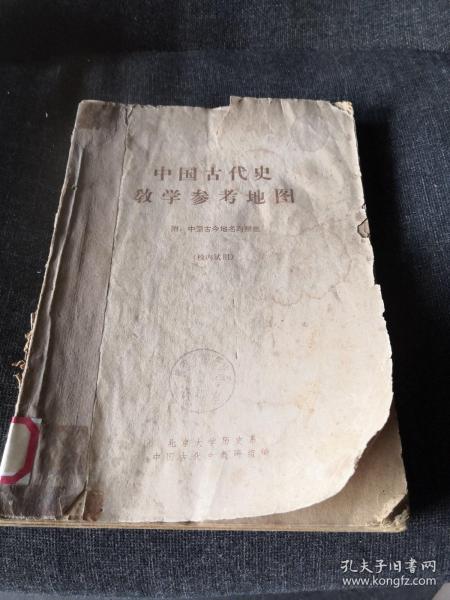 中国古代史
教学参考地图
附：中国古今地名对照表
（校内试用）
北京大学历史系
中国古代史教研室编
孔夫子旧书网
www.kongfz.com